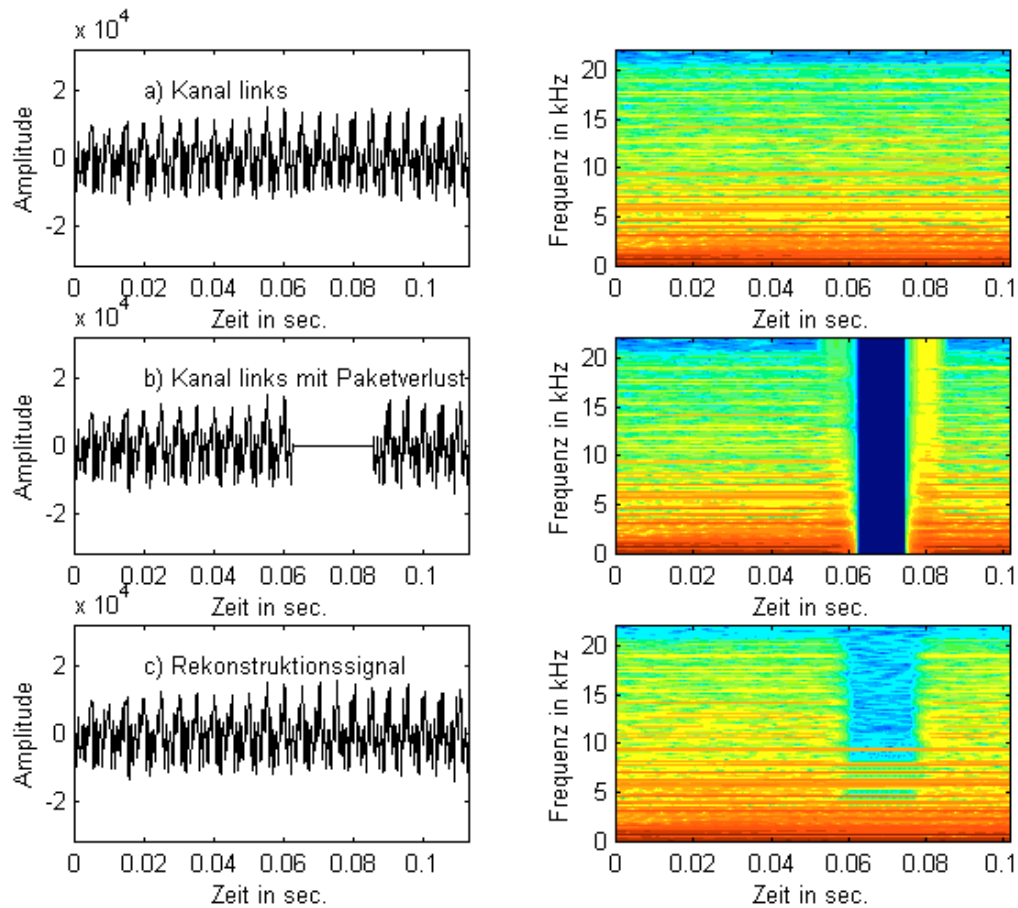 x 10⁴
Amplitude
2
0
-2
a) Kanal links
0 0.02 0.04 0.06 0.08 0.1
Zeit in sec.
Frequenz in kHz
20
15
10
5
0
0 0.02 0.04 0.06 0.08 0.1
Zeit in sec.
x 10⁴
Amplitude
2
0
-2
b) Kanal links mit Paketverlust
0 0.02 0.04 0.06 0.08 0.1
Zeit in sec.
Frequenz in kHz
20
15
10
5
0
0 0.02 0.04 0.06 0.08 0.1
Zeit in sec.
x 10⁴
Amplitude
2
0
-2
c) Rekonstruktionssignal
0 0.02 0.04 0.06 0.08 0.1
Zeit in sec.
Frequenz in kHz
20
15
10
5
0
0 0.02 0.04 0.06 0.08 0.1
Zeit in sec.